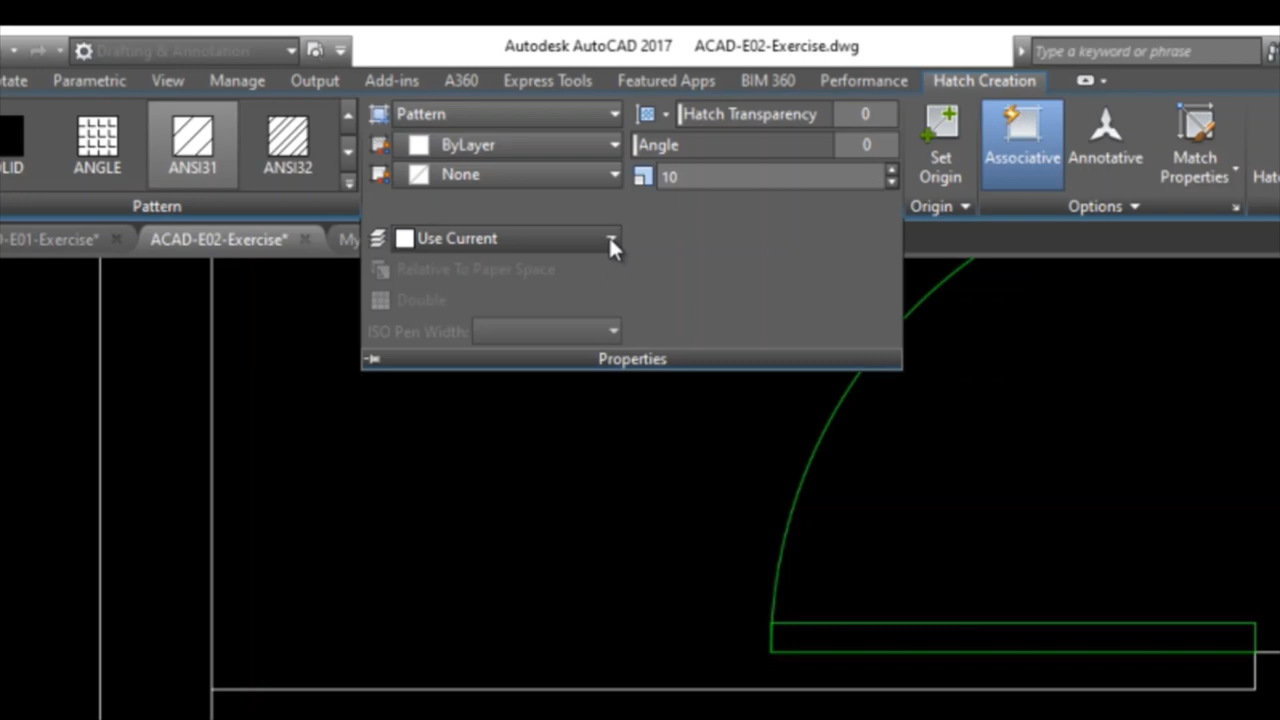 Autodesk AutoCAD 2017 ACAD-E02-Exercise.dwg
Drafting & Annotation
Type a keyword or phrase
Parametric View Manage Output Add-ins A360 Express Tools Featured Apps BIM 360 Performance Hatch Creation
Pattern Hatch Transparency 0
ByLayer Angle 0
None 10
ANGLE ANSI31 ANSI32
Set Origin
Associative
Annotative
Match Properties
Pattern
Origin
Options
-E01-Exercise* ACAD-E02-Exercise* My
Use Current
Relative To Paper Space
Double
ISO Pen Width:
Properties